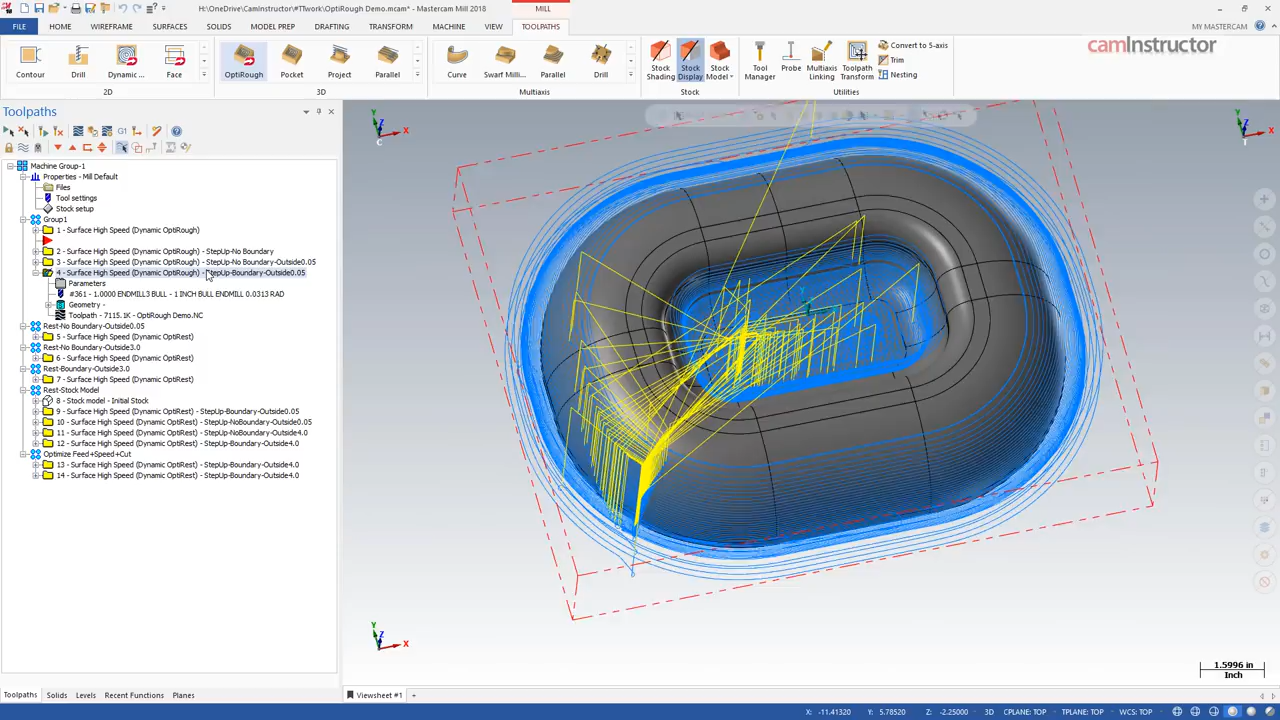 H:\OneDrive\CamInstructor\#TTwork\OptiRough Demo.mcam* - Mastercam Mill 2018
MILL
FILE HOME WIREFRAME SURFACES SOLIDS MODEL PREP DRAFTING TRANSFORM MACHINE VIEW TOOLPATHS
MY MASTERCAM
camInstructor
Contour Drill Dynamic ... Face
2D
OptiRough Pocket Project Parallel
3D
Curve Swarf Milli... Parallel Drill
Multiaxis
Stock Shading Stock Display Stock Model
Stock
Tool Manager Probe Multiaxis Linking Toolpath Transform
Convert to 5-axis
Trim
Nesting
Utilities
Toolpaths
G1
Machine Group-1
Properties - Mill Default
Files
Tool settings
Stock setup
Group1
1 - Surface High Speed (Dynamic OptiRough)
2 - Surface High Speed (Dynamic OptiRough) - StepUp-No Boundary
3 - Surface High Speed (Dynamic OptiRough) - StepUp-No Boundary-Outside0.05
4 - Surface High Speed (Dynamic OptiRough) - StepUp-Boundary-Outside0.05
Parameters
#361 - 1.0000 ENDMILL3 BULL - 1 INCH BULL ENDMILL 0.0313 RAD
Geometry -
Toolpath - 7115.1K - OptiRough Demo.NC
Rest-No Boundary-Outside0.05
5 - Surface High Speed (Dynamic OptiRest)
Rest-No Boundary-Outside3.0
6 - Surface High Speed (Dynamic OptiRest)
Rest-Boundary-Outside3.0
7 - Surface High Speed (Dynamic OptiRest)
Rest-Stock Model
8 - Stock model - Initial Stock
9 - Surface High Speed (Dynamic OptiRest) - StepUp-Boundary-Outside0.05
10 - Surface High Speed (Dynamic OptiRest) - StepUp-NoBoundary-Outside0.05
11 - Surface High Speed (Dynamic OptiRest) - StepUp-NoBoundary-Outside4.0
12 - Surface High Speed (Dynamic OptiRest) - StepUp-Boundary-Outside4.0
Optimize Feed+Speed+Cut
13 - Surface High Speed (Dynamic OptiRest) - StepUp-Boundary-Outside4.0
14 - Surface High Speed (Dynamic OptiRest) - StepUp-Boundary-Outside4.0
Y
Z
X
C
Y
Z
X
T
Y
Y
Z
X
1.5996 in
Inch
Toolpaths Solids Levels Recent Functions Planes
Viewsheet #1 +
X: -11.41320 Y: 5.78520 Z: -2.25000 3D CPLANE: TOP TPLANE: TOP WCS: TOP